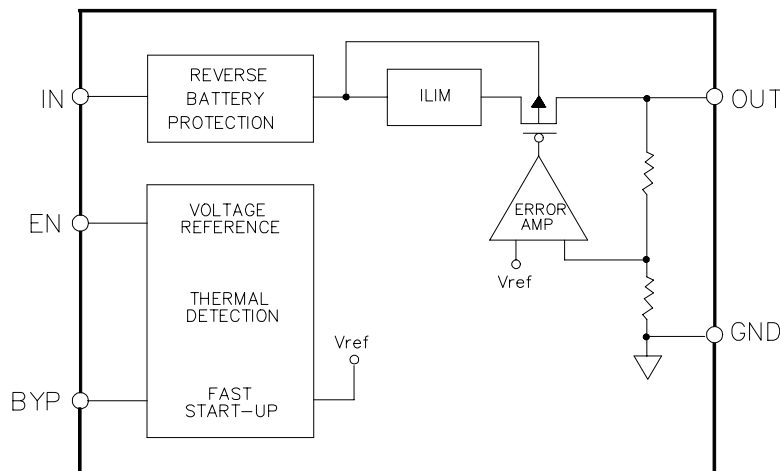 IN
REVERSE
BATTERY
PROTECTION
ILIM
OUT
EN
VOLTAGE
REFERENCE
ERROR
AMP
Vref
THERMAL
DETECTION
GND
Vref
BYP
FAST
START-UP